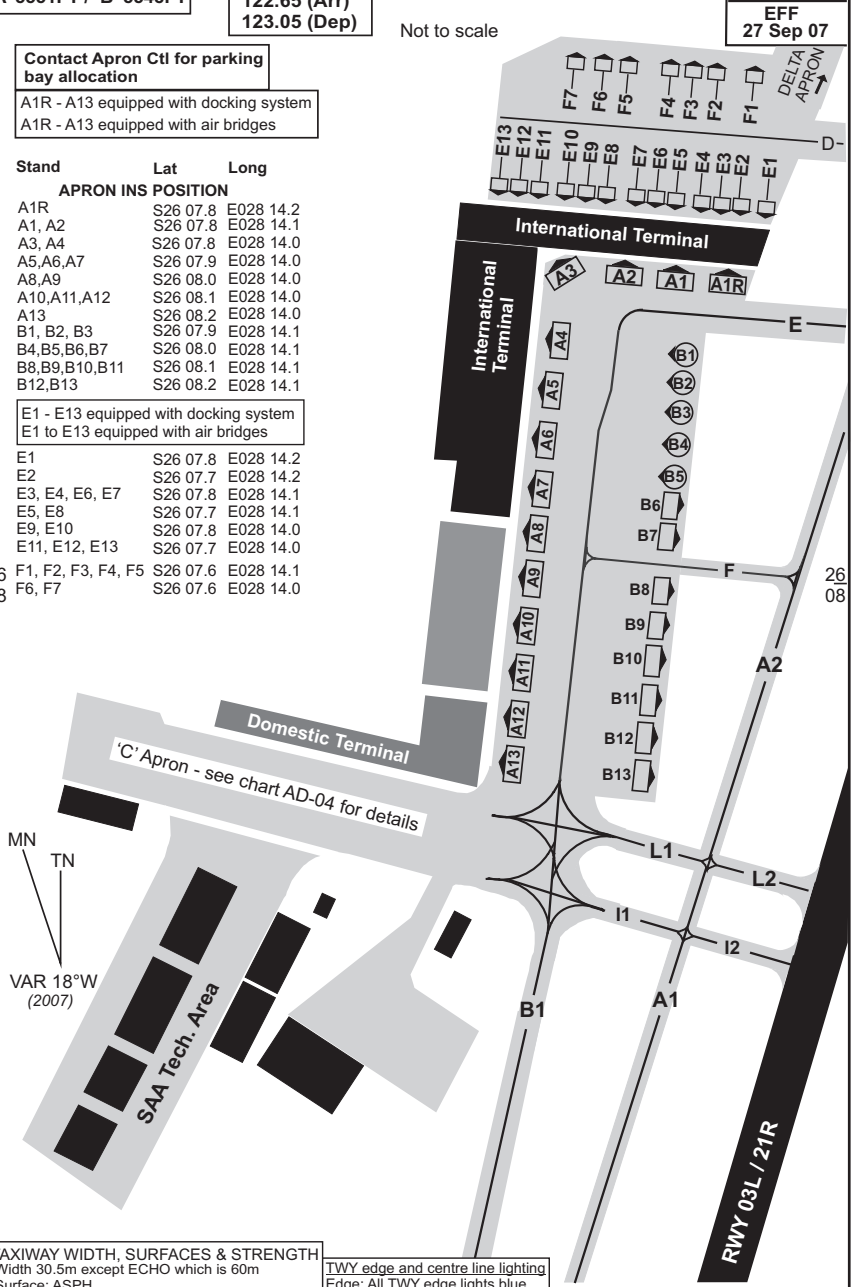 122.65 (Arr)
123.05 (Dep)
Not to scale
EFF
27 Sep 07
Contact Apron Ctl for parking
bay allocation
A1R - A13 equipped with docking system
A1R - A13 equipped with air bridges
Stand Lat Long
APRON INS POSITION
A1R S26 07.8 E028 14.2
A1, A2 S26 07.8 E028 14.1
A3, A4 S26 07.8 E028 14.0
A5,A6,A7 S26 07.9 E028 14.0
A8,A9 S26 08.0 E028 14.0
A10,A11,A12 S26 08.1 E028 14.0
A13 S26 08.2 E028 14.0
B1, B2, B3 S26 07.9 E028 14.1
B4,B5,B6,B7 S26 08.0 E028 14.1
B8,B9,B10,B11 S26 08.1 E028 14.1
B12,B13 S26 08.2 E028 14.1
E1 - E13 equipped with docking system
E1 to E13 equipped with air bridges
E1 S26 07.8 E028 14.2
E2 S26 07.7 E028 14.2
E3, E4, E6, E7 S26 07.8 E028 14.1
E5, E8 S26 07.7 E028 14.1
E9, E10 S26 07.8 E028 14.0
E11, E12, E13 S26 07.7 E028 14.0
F1, F2, F3, F4, F5 S26 07.6 E028 14.1
F6, F7 S26 07.6 E028 14.0
DELTA
APRON
F7 F6 F5 F4 F3 F2 F1
D
E13 E12 E11 E10 E9 E8 E7 E6 E5 E4 E3 E2 E1
International Terminal
International
Terminal
A3 A2 A1 A1R
E
A4
A5
A6
A7
A8
A9
A10
A11
A12
A13
B1
B2
B3
B4
B5
B6
B7
B8
B9
B10
B11
B12
B13
F
26
08
A2
Domestic Terminal
'C' Apron - see chart AD-04 for details
MN
TN
VAR 18°W
(2007)
SAA Tech. Area
L1
L2
I1
I2
B1
A1
RWY 03L / 21R
AXIWAY WIDTH, SURFACES & STRENGTH
Width 30.5m except ECHO which is 60m
Surface: ASPH
TWY edge and centre line lighting
Edge: All TWY edge lights blue